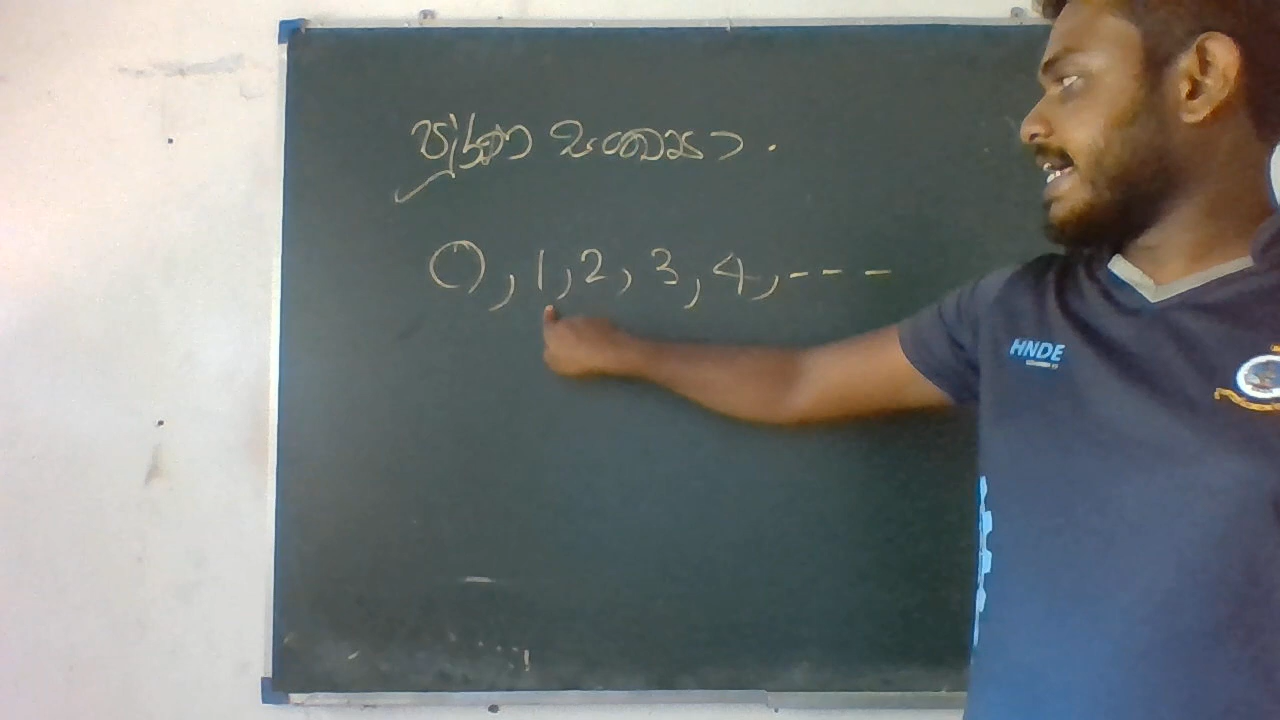 පූර්ණ සංඛ්‍යා .
0, 1, 2, 3, 4, - - -
HNDE